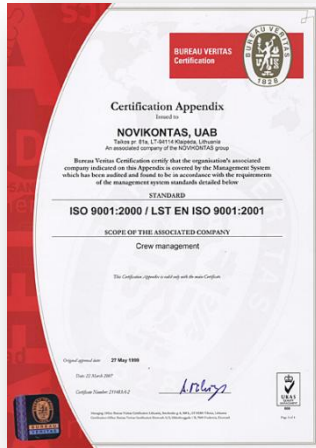 BUREAU VERITAS
Certification
BUREAU VERITAS
1828
Certification Appendix
Issued to
NOVIKONTAS, UAB
Taikos pr. 81a, LT-94114 Klaipeda, Lithuania
An associated company of the NOVIKONTAS group
Bureau Veritas Certification certify that the organisation's associated
company indicated on this Appendix is covered by the Management System
which has been audited and found to be in accordance with the requirements
of the management system standards detailed below
STANDARD
ISO 9001:2000 / LST EN ISO 9001:2001
SCOPE OF THE ASSOCIATED COMPANY
Crew management
This Certification Appendix is valid only with the main Certificate.
Original approval date: 27 May 1999
Date: 22 March 2007
Certificate Number:
UKAS